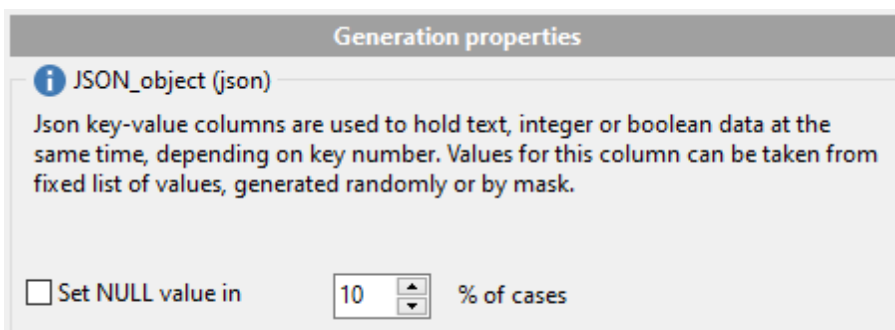 Generation properties
JSON_object (json)
Json key-value columns are used to hold text, integer or boolean data at the
same time, depending on key number. Values for this column can be taken from
fixed list of values, generated randomly or by mask.
Set NULL value in 10 % of cases